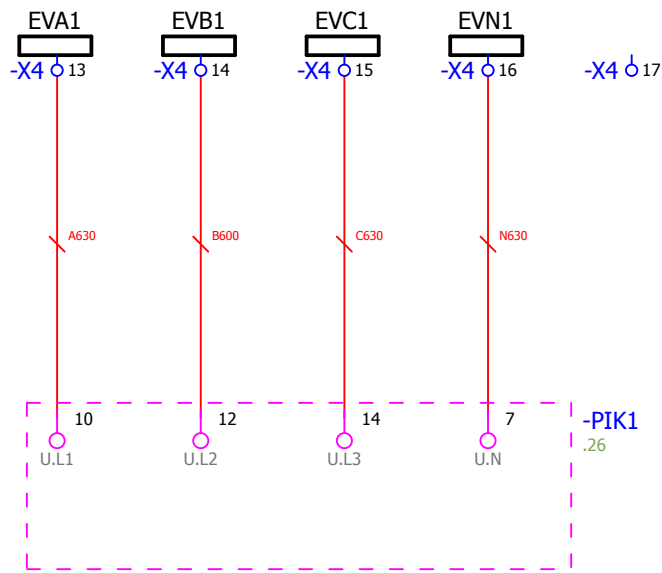 EVA1 EVB1 EVC1 EVN1
-X4 13 -X4 14 -X4 15 -X4 16 -X4 17
A630 B600 C630 N630
10 12 14 7 -PIK1
U.L1 U.L2 U.L3 U.N .26